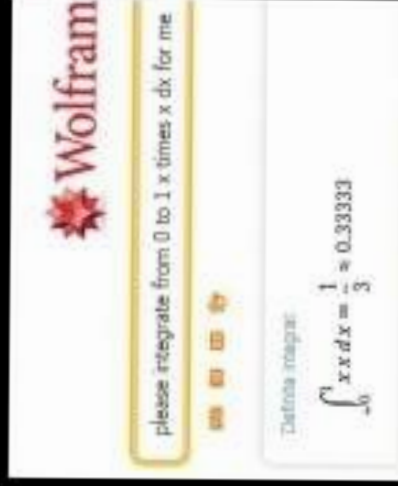 Wolfram
please integrate from 0 to 1 x times x dx for me
Definite integral:
∫₀¹ x x dx = 1/3 ≈ 0.33333